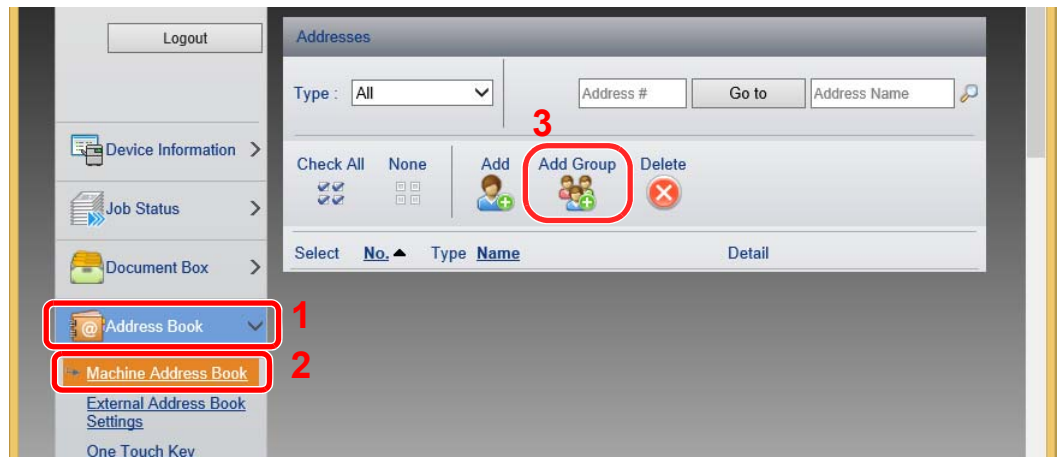 Logout
Device Information
Job Status
Document Box
Address Book
1
Machine Address Book
2
External Address Book
Settings
One Touch Key
Addresses
Type : All
Address # Go to Address Name
3
Check All None Add Add Group Delete
Select No. Type Name Detail